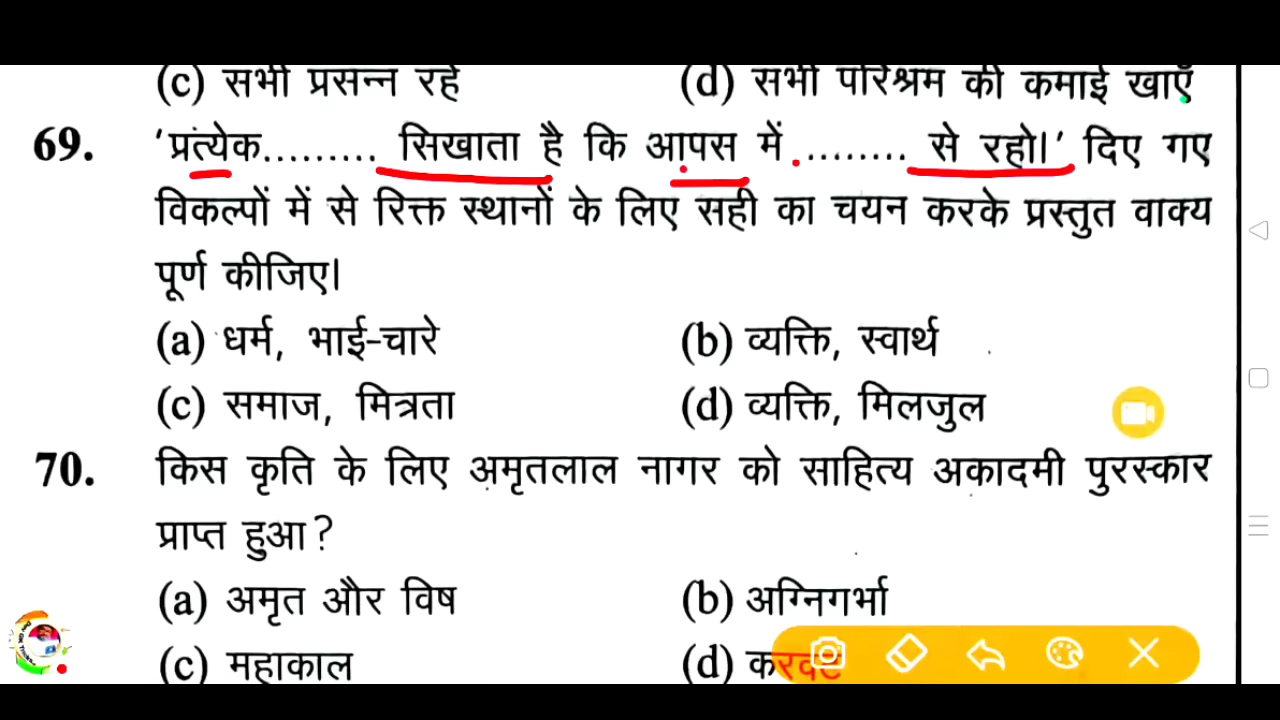 (c) सभी प्रसन्न रहें (d) सभी परिश्रम की कमाई खाएँ
69. 'प्रत्येक......... सिखाता है कि आपस में ......... से रहो।' दिए गए
विकल्पों में से रिक्त स्थानों के लिए सही का चयन करके प्रस्तुत वाक्य
पूर्ण कीजिए।
(a) धर्म, भाई-चारे (b) व्यक्ति, स्वार्थ
(c) समाज, मित्रता (d) व्यक्ति, मिलजुल
70. किस कृति के लिए अमृतलाल नागर को साहित्य अकादमी पुरस्कार
प्राप्त हुआ?
(a) अमृत और विष (b) अग्निगर्भा
(c) महाकाल (d) करवट